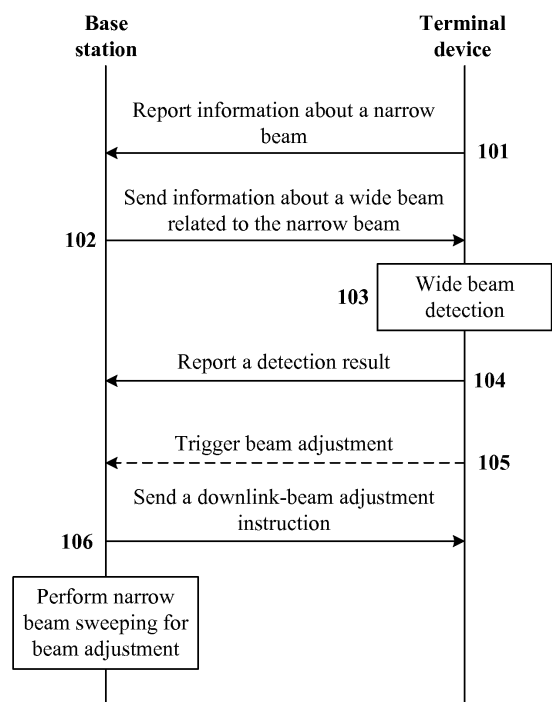 Base
station
Terminal
device
Report information about a narrow
beam
101
Send information about a wide beam
related to the narrow beam
102
103
Wide beam
detection
Report a detection result
104
Trigger beam adjustment
105
Send a downlink-beam adjustment
instruction
106
Perform narrow
beam sweeping for
beam adjustment